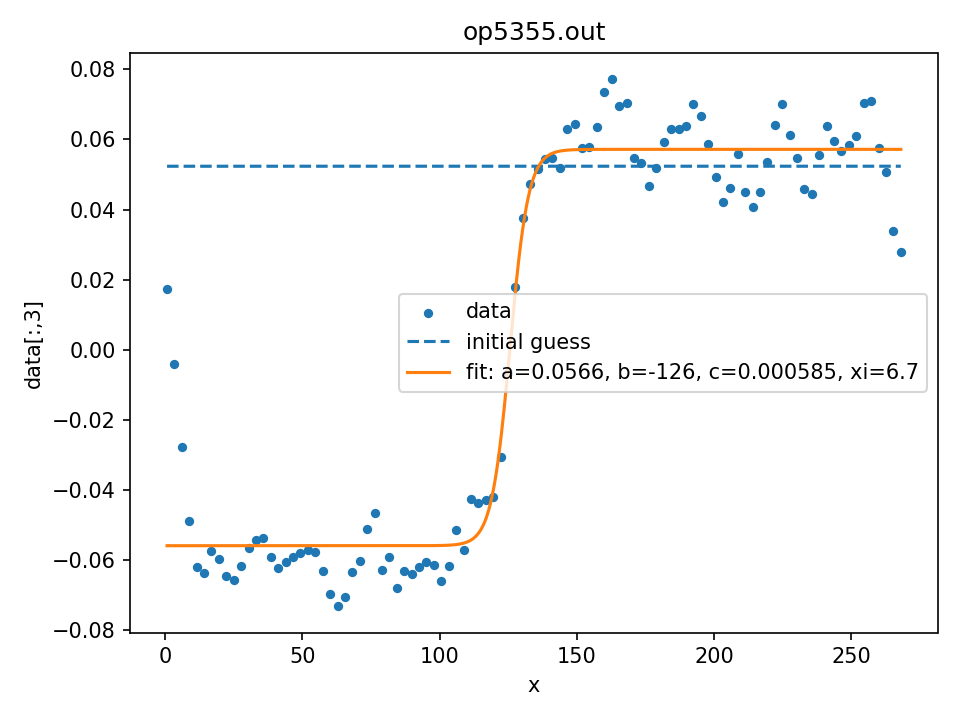 op5355.out
0.08
0.06
0.04
0.02
0.00
−0.02
−0.04
−0.06
−0.08
data[:,3]
data
initial guess
fit: a=0.0566, b=-126, c=0.000585, xi=6.7
0 50 100 150 200 250
x